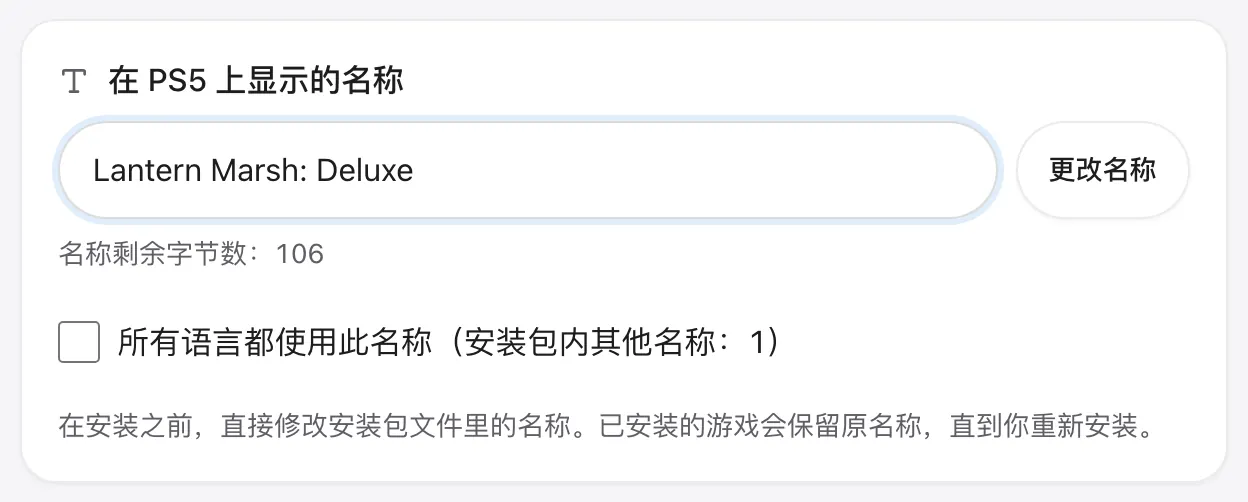 在 PS5 上显示的名称
Lantern Marsh: Deluxe
更改名称
名称剩余字节数：106
所有语言都使用此名称（安装包内其他名称：1）
在安装之前，直接修改安装包文件里的名称。已安装的游戏会保留原名称，直到你重新安装。